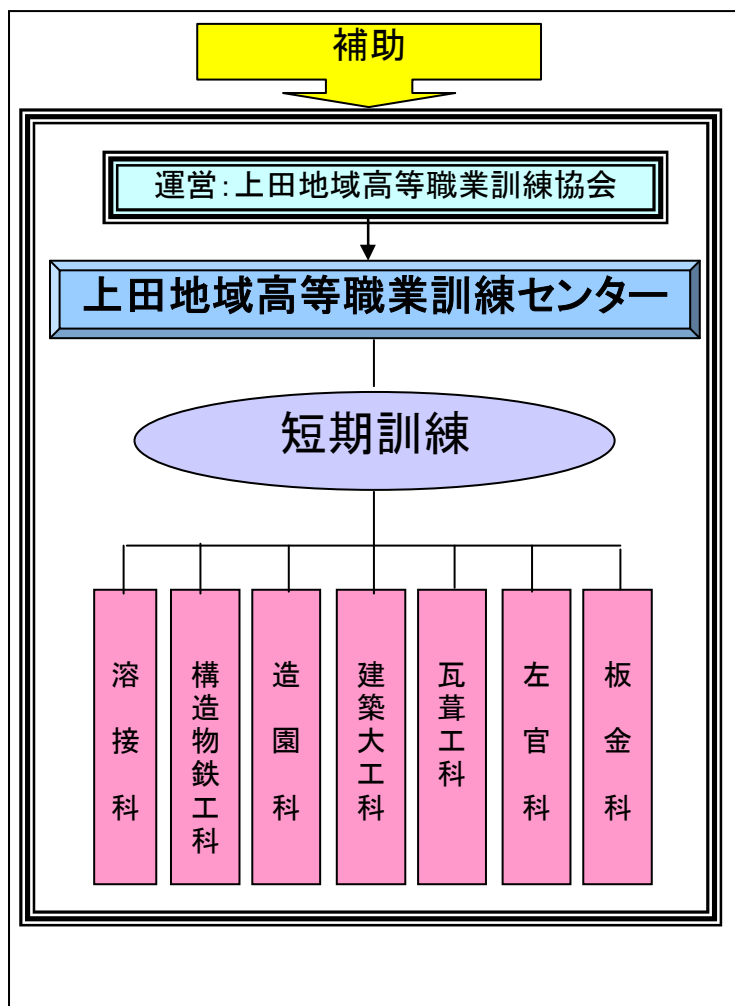 補助
運営:上田地域高等職業訓練協会
上田地域高等職業訓練センター
短期訓練
溶接科
構造物鉄工科
造園科
建築大工科
瓦葺工科
左官科
板金科